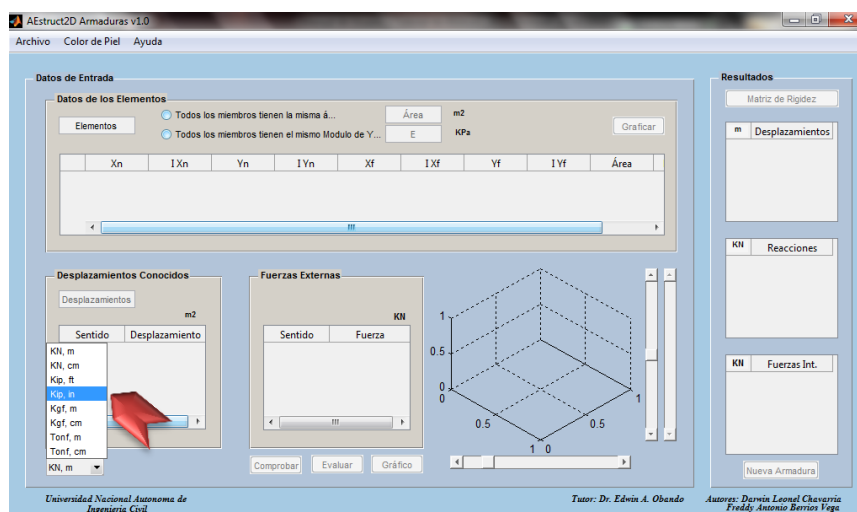 AEstruct2D Armaduras v1.0
Archivo Color de Piel Ayuda
Datos de Entrada
Datos de los Elementos
Elementos
Todos los miembros tienen la misma á...
Área m2
Todos los miembros tienen el mismo Modulo de Y...
E KPa
Graficar
Xn I Xn Yn I Yn Xf I Xf Yf I Yf Área
Desplazamientos Conocidos
Desplazamientos
m2
Sentido Desplazamiento
KN, m
KN, cm
Kip, ft
Kip, in
Kgf, m
Kgf, cm
Tonf, m
Tonf, cm
KN, m
Fuerzas Externas
KN
Sentido Fuerza
Comprobar Evaluar Gráfico
1
0.5
0
0
0.5
1
0
0.5
1
Resultados
Matriz de Rigidez
m Desplazamientos
KN Reacciones
KN Fuerzas Int.
Nueva Armadura
Universidad Nacional Autonoma de
Ingenieria Civil
Tutor: Dr. Edwin A. Obando
Autores: Darwin Leonel Chavarria
Freddy Antonio Berrios Vega